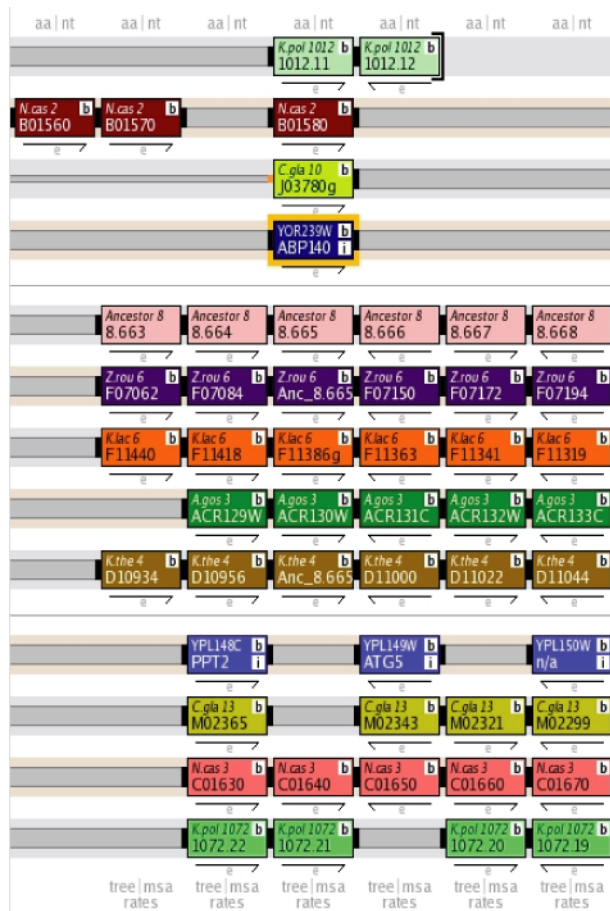 aa|nt aa|nt aa|nt aa|nt aa|nt aa|nt aa|nt
K.pol 1012 b K.pol 1012 b
1012.11 1012.12
e e
N.cas 2 b N.cas 2 b N.cas 2 b
B01560 B01570 B01580
e e e
C.gla 10 b
J03780g
e
YOR239W b
ABP140 i
e
Ancestor 8 Ancestor 8 Ancestor 8 Ancestor 8 Ancestor 8 Ancestor 8
8.663 8.664 8.665 8.666 8.667 8.668
e e e e e e
Z.rou 6 b Z.rou 6 b Z.rou 6 b Z.rou 6 b Z.rou 6 b Z.rou 6 b
F07062 F07084 Anc_8.665 F07150 F07172 F07194
e e e e e e
K.lac 6 b K.lac 6 b K.lac 6 b K.lac 6 b K.lac 6 b K.lac 6 b
F11440 F11418 F11386g F11363 F11341 F11319
e e e e e e
A.gos 3 b A.gos 3 b A.gos 3 b A.gos 3 b A.gos 3 b
ACR129W ACR130W ACR131C ACR132W ACR133C
e e e e e
K.the 4 b K.the 4 b K.the 4 b K.the 4 b K.the 4 b K.the 4 b
D10934 D10956 Anc_8.665 D11000 D11022 D11044
e e e e e e
YPL148C b YPL149W b YPL150W b
PPT2 i ATG5 i n/a i
e e e
C.gla 13 b C.gla 13 b C.gla 13 b C.gla 13 b
M02365 M02343 M02321 M02299
e e e e
N.cas 3 b N.cas 3 b N.cas 3 b N.cas 3 b N.cas 3 b
C01630 C01640 C01650 C01660 C01670
e e e e e
K.pol 1072 b K.pol 1072 b K.pol 1072 b K.pol 1072 b
1072.22 1072.21 1072.20 1072.19
e e e e
tree|msa tree|msa tree|msa tree|msa tree|msa tree|msa
rates rates rates rates rates rates